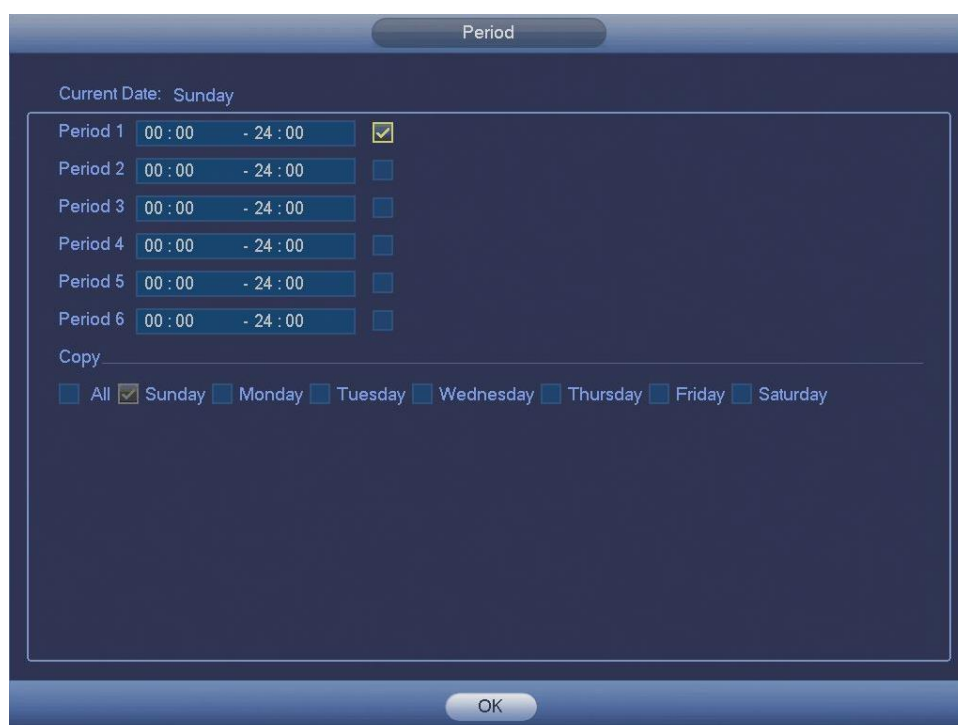 Period
Current Date: Sunday
Period 1 00 : 00 - 24 : 00
Period 2 00 : 00 - 24 : 00
Period 3 00 : 00 - 24 : 00
Period 4 00 : 00 - 24 : 00
Period 5 00 : 00 - 24 : 00
Period 6 00 : 00 - 24 : 00
Copy
All Sunday Monday Tuesday Wednesday Thursday Friday Saturday
OK